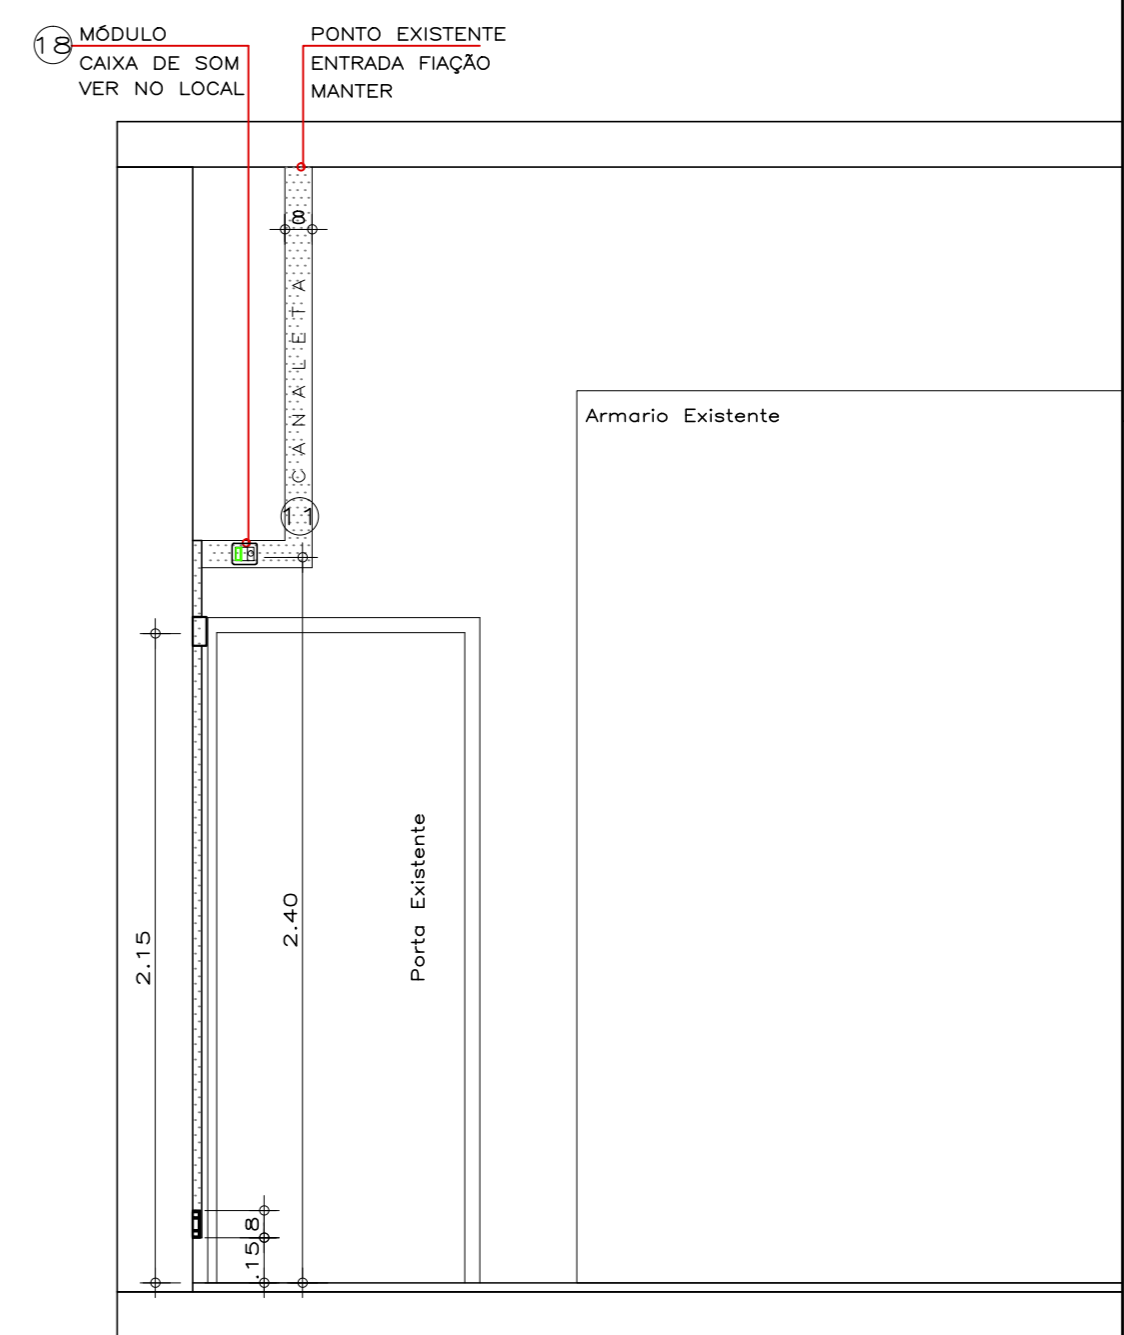 18
MÓDULO
CAIXA DE SOM
VER NO LOCAL
PONTO EXISTENTE
ENTRADA FIAÇÃO
MANTER
8
CANALETA
11
Armario Existente
Porta Existente
2.15
2.40
8
.15